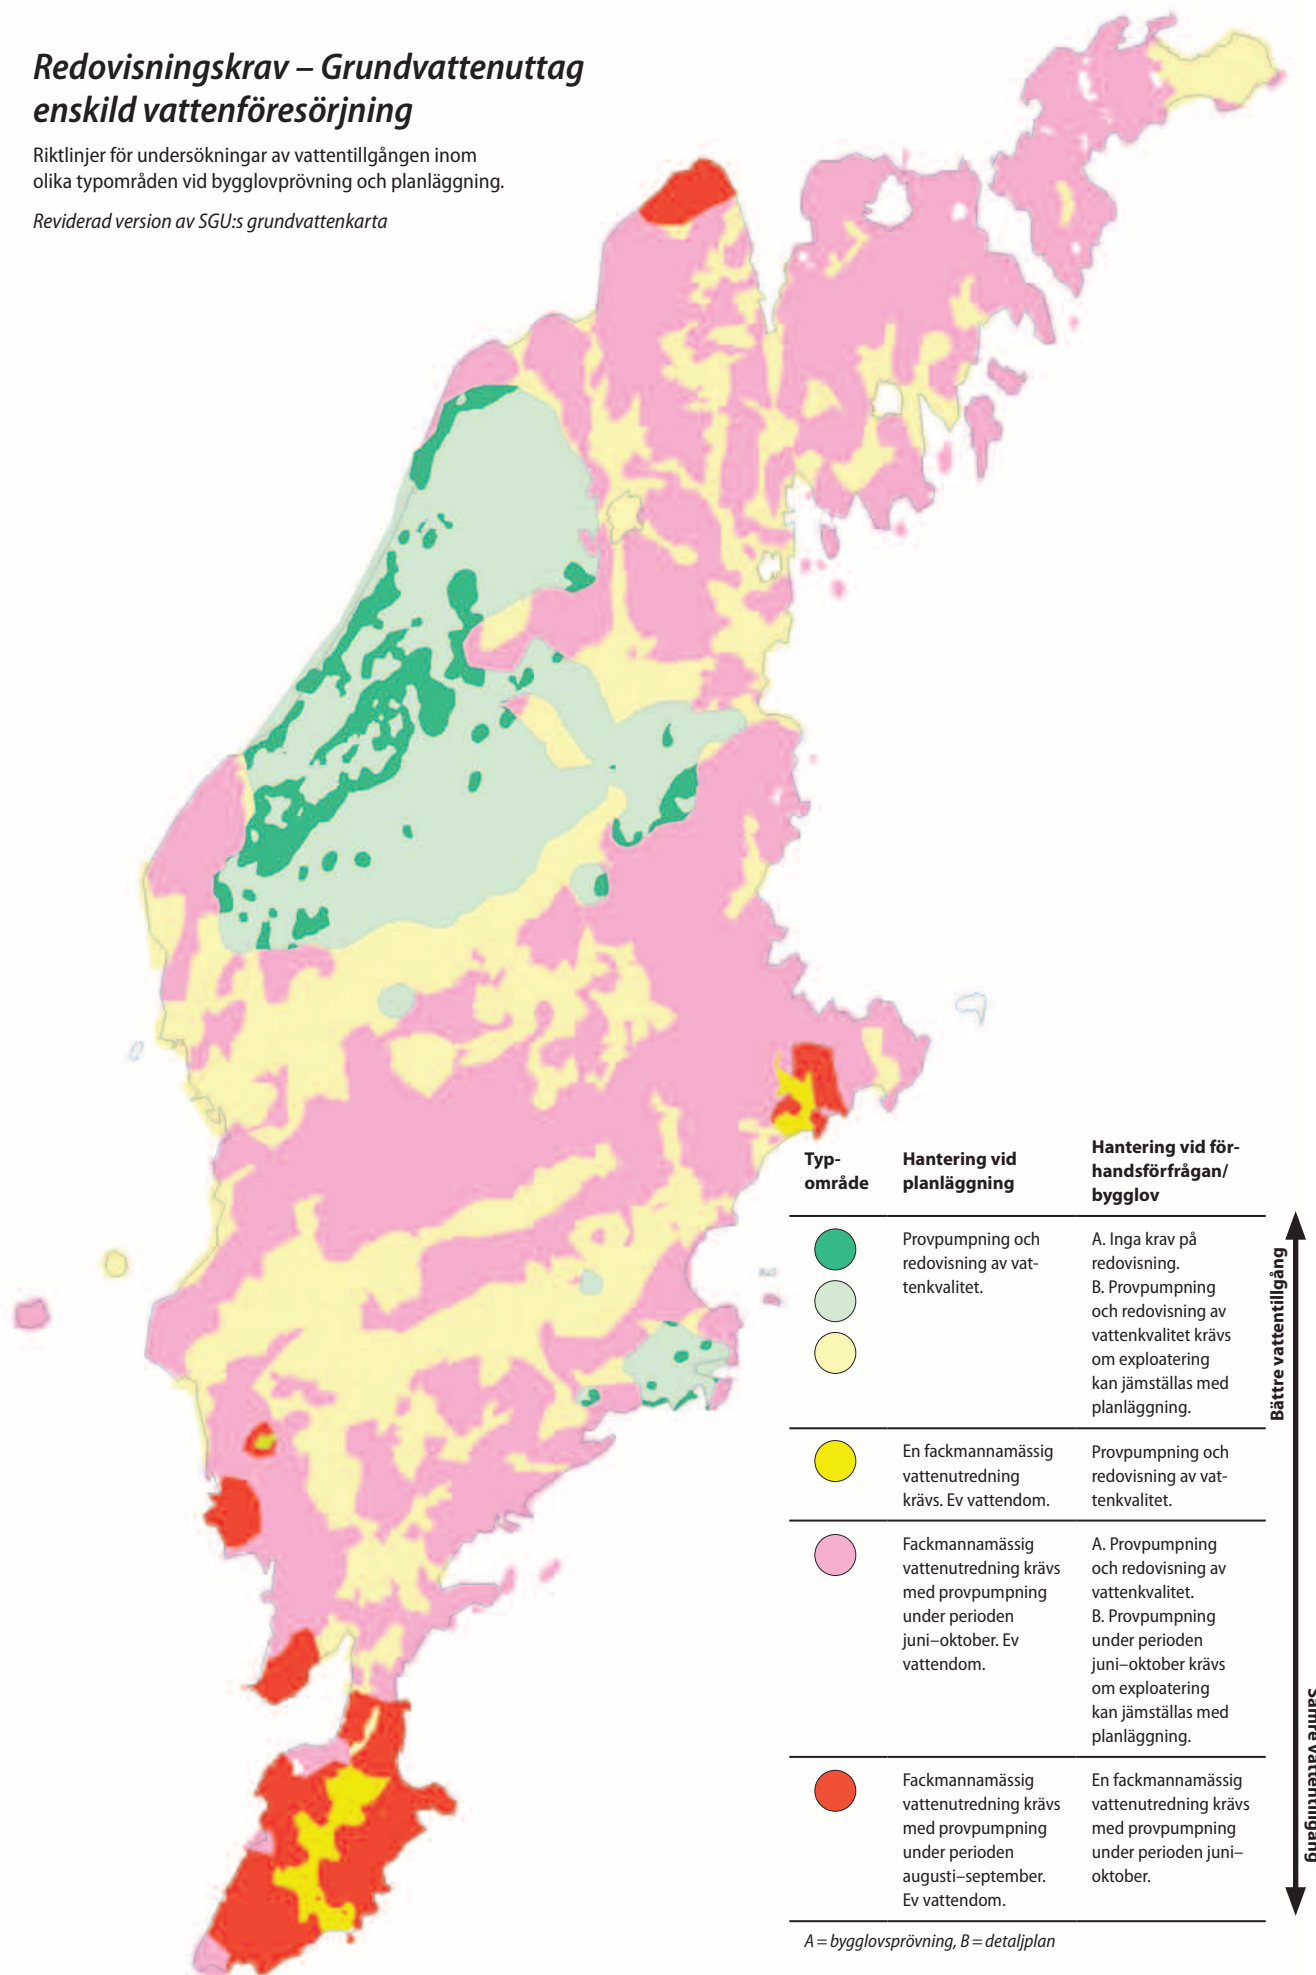 Redovisningskrav – Grundvattenuttag
enskild vattenföresörjning
Riktlinjer för undersökningar av vattentillgången inom
olika typområden vid bygglovprövning och planläggning.
Reviderad version av SGU:s grundvattenkarta
Typ-
område
Hantering vid
planläggning
Hantering vid för-
handsförfrågan/
bygglov
Provpumpning och
redovisning av vat-
tenkvalitet.
A. Inga krav på
redovisning.
B. Provpumpning
och redovisning av
vattenkvalitet krävs
om exploatering
kan jämställas med
planläggning.
En fackmannamässig
vattenutredning
krävs. Ev vattendom.
Provpumpning och
redovisning av vat-
tenkvalitet.
Fackmannamässig
vattenutredning krävs
med provpumpning
under perioden
juni–oktober. Ev
vattendom.
A. Provpumpning
och redovisning av
vattenkvalitet.
B. Provpumpning
under perioden
juni–oktober krävs
om exploatering
kan jämställas med
planläggning.
Fackmannamässig
vattenutredning krävs
med provpumpning
under perioden
augusti–september.
Ev vattendom.
En fackmannamässig
vattenutredning krävs
med provpumpning
under perioden juni–
oktober.
Bättre vattentillgång
Sämre vattentillgång
A = bygglovsprövning, B = detaljplan